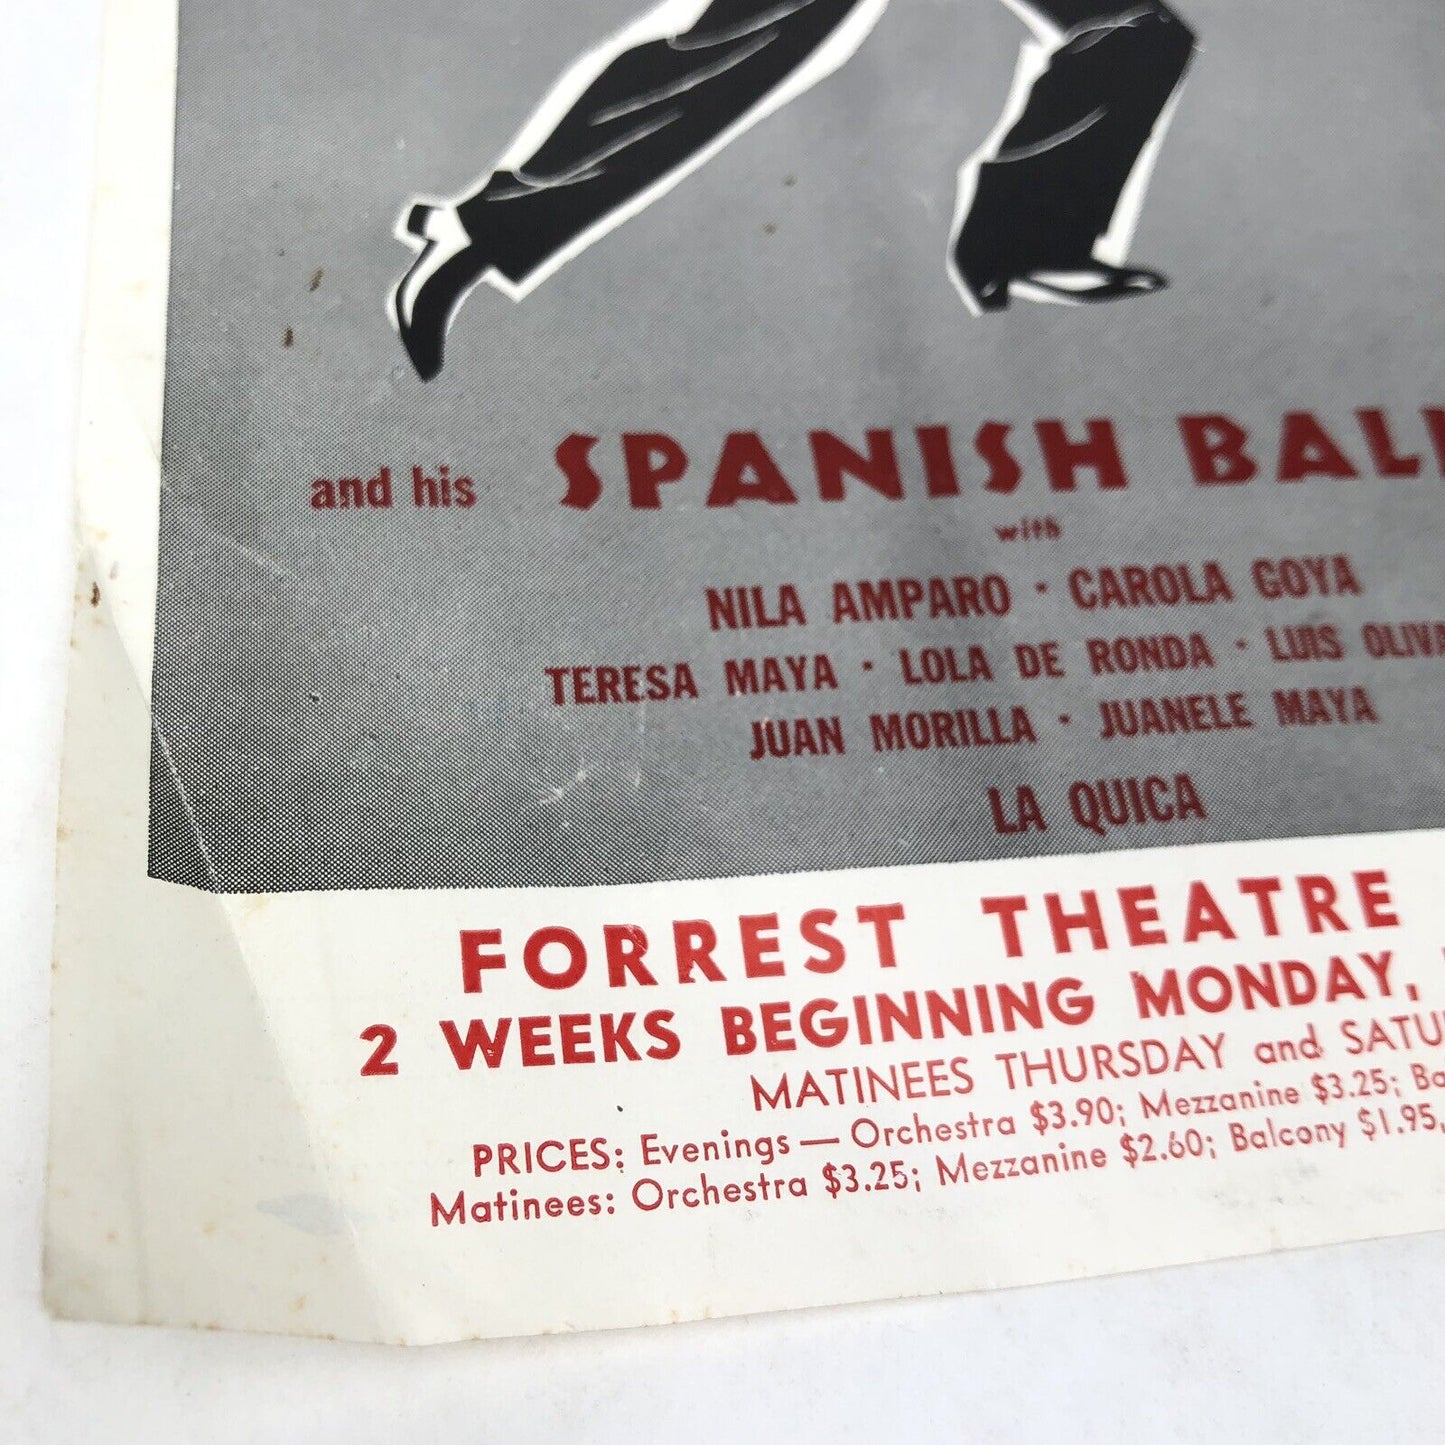 and his SPANISH BALL
with
NILA AMPARO · CAROLA GOYA
TERESA MAYA · LOLA DE RONDA · LUIS OLIVA
JUAN MORILLA · JUANELE MAYA
LA QUICA
FORREST THEATRE
2 WEEKS BEGINNING MONDAY,
MATINEES THURSDAY and SATU
PRICES: Evenings — Orchestra $3.90; Mezzanine $3.25; Ba
Matinees: Orchestra $3.25; Mezzanine $2.60; Balcony $1.95,